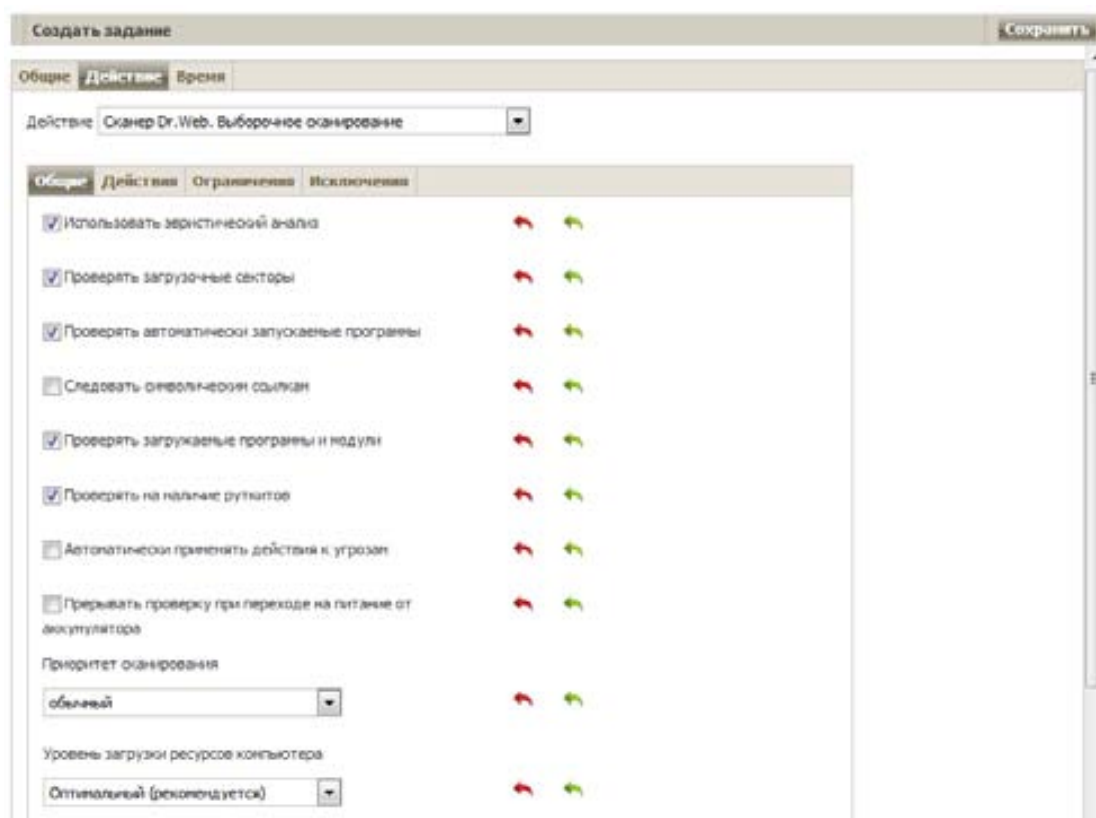 Создать задание
Сохранить
Общие Действие Время
Действие Сканер Dr.Web. Выборочное сканирование
Общие Действия Ограничения Исключения
Использовать эвристический анализ
Проверять загрузочные секторы
Проверять автоматически запускаемые программы
Следовать символическим ссылкам
Проверять загружаемые программы и модули
Проверять на наличие руткитов
Автоматически применять действия к угрозам
Прерывать проверку при переходе на питание от
аккумулятора
Приоритет сканирования
обычный
Уровень загрузки ресурсов компьютера
Оптимальный (рекомендуется)